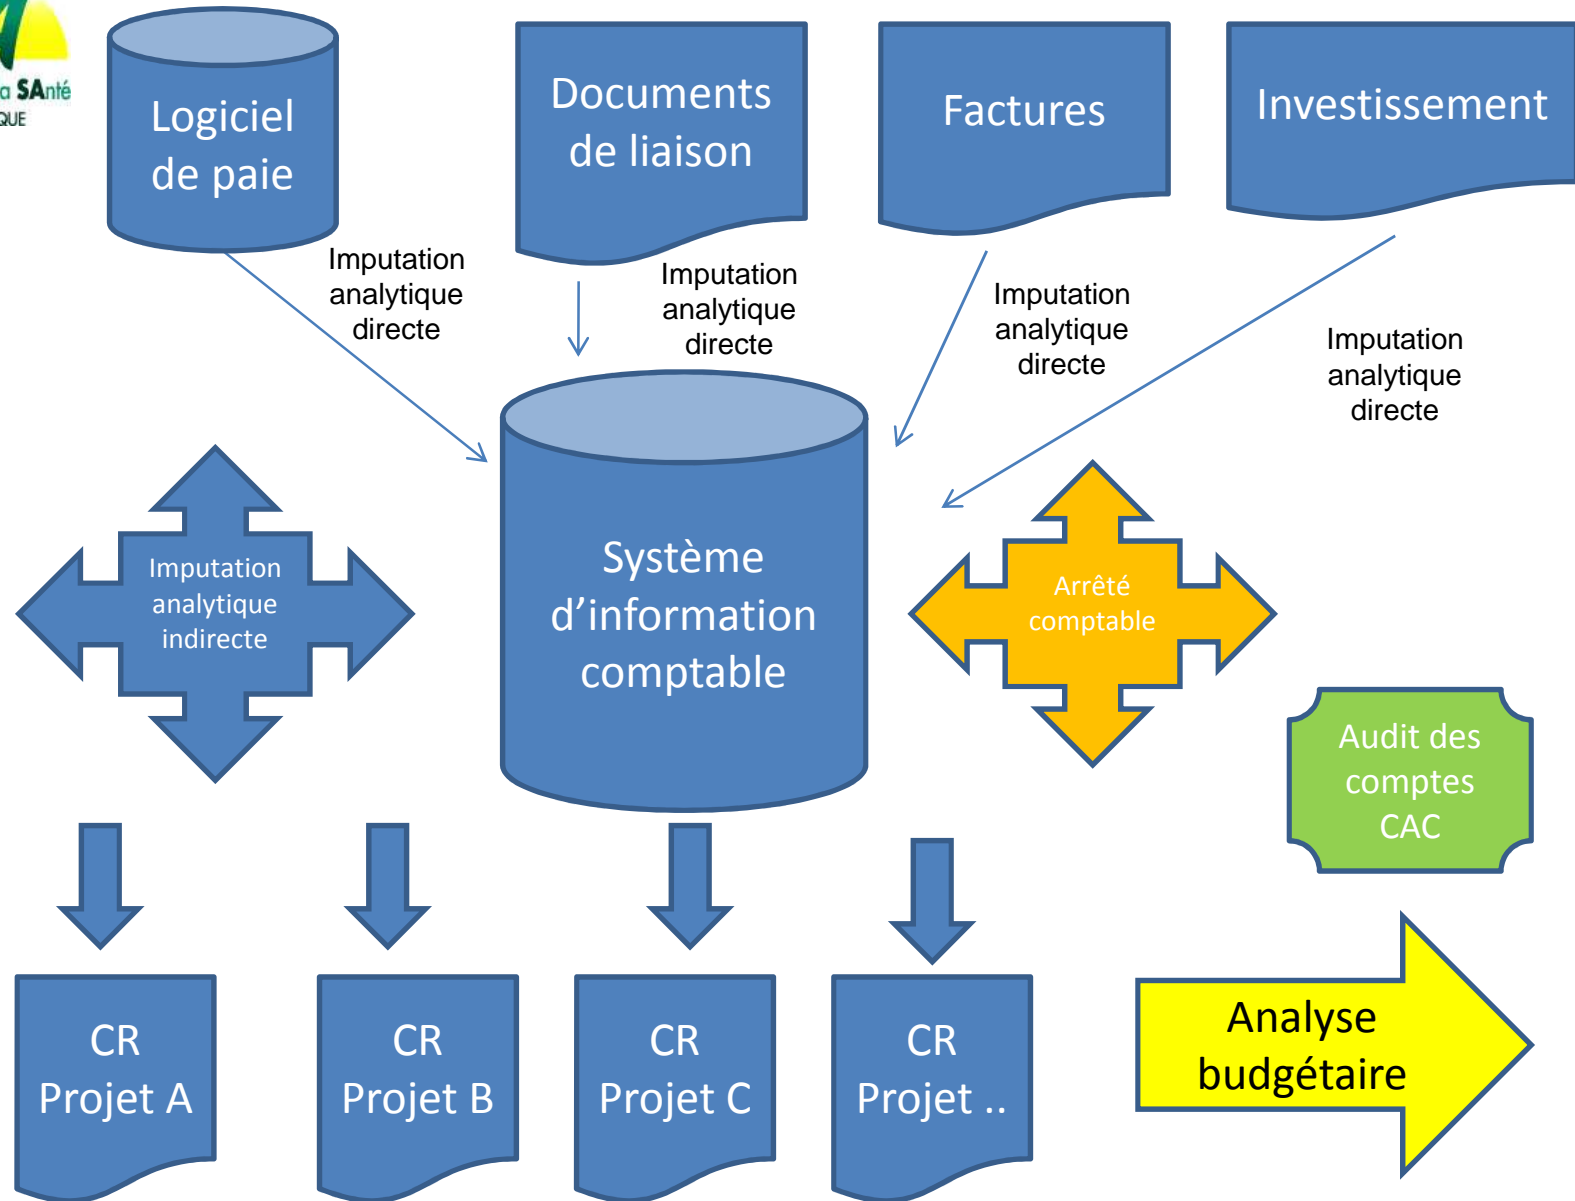 a SAnté
QUE
Logiciel
de paie
Documents
de liaison
Factures
Investissement
Imputation
analytique
directe
Imputation
analytique
directe
Imputation
analytique
directe
Imputation
analytique
directe
Imputation
analytique
indirecte
Système
d’information
comptable
Arrêté
comptable
Audit des
comptes
CAC
CR
Projet A
CR
Projet B
CR
Projet C
CR
Projet ..
Analyse
budgétaire